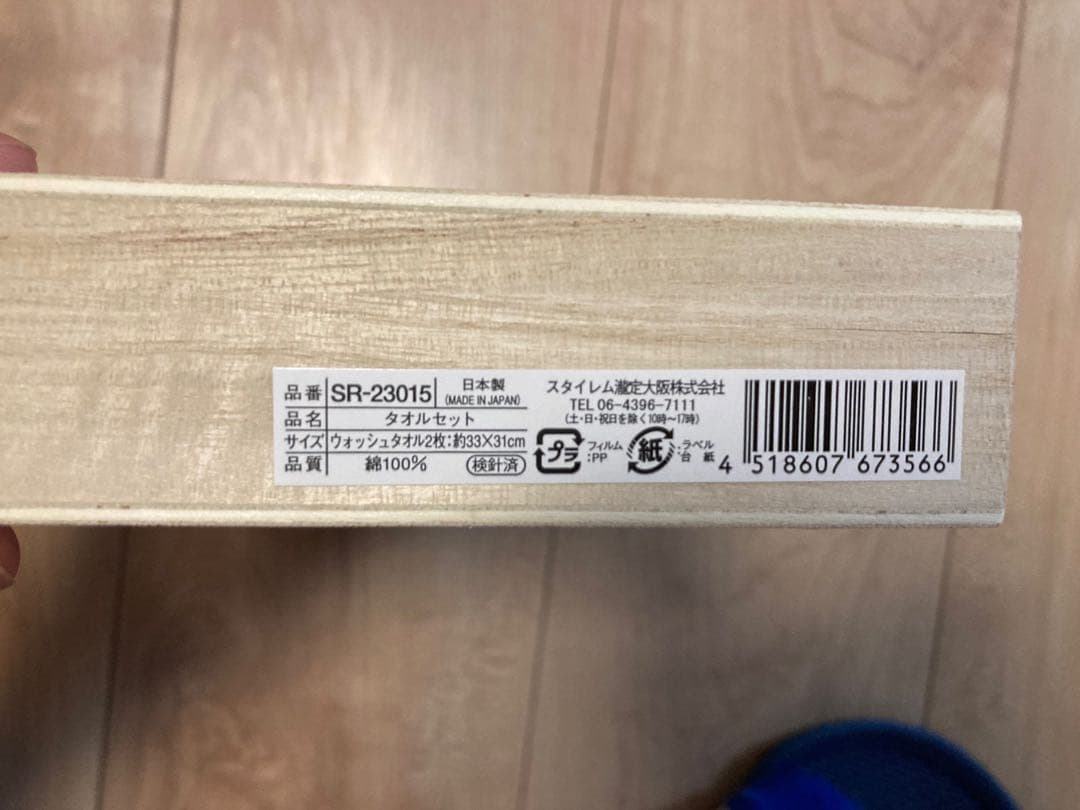 品番 SR-23015 日本製 (MADE IN JAPAN)
品名 タオルセット
サイズ ウォッシュタオル2枚:約33×31cm
品質 綿100% 検針済
スタイレム瀧定大阪株式会社
TEL 06-4396-7111
(土・日・祝日を除く10時〜17時)
プラ フィルム:PP 紙 :ラベル 台紙
4 518607 673566